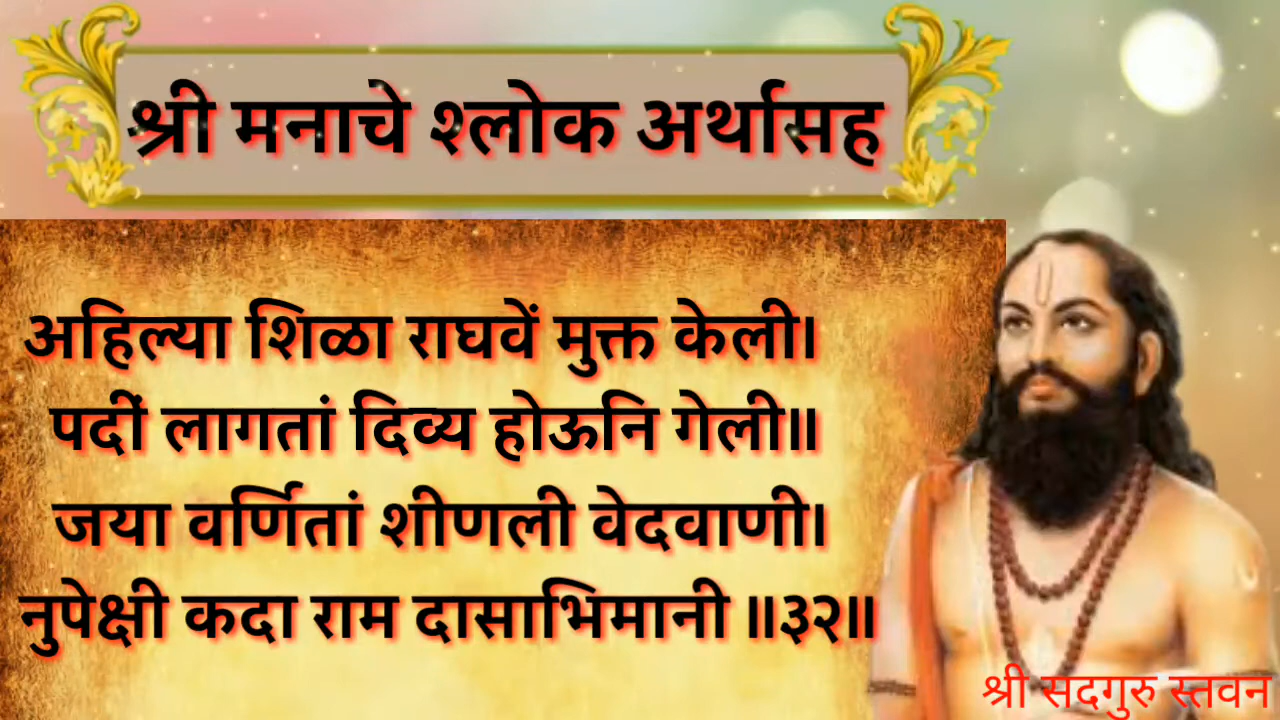 श्री मनाचे श्लोक अर्थासह
अहिल्या शिळा राघवें मुक्त केली।
पदीं लागतां दिव्य होऊनि गेली॥
जया वर्णितां शीणली वेदवाणी।
नुपेक्षी कदा राम दासाभिमानी ॥३२॥
श्री सदगुरु स्तवन